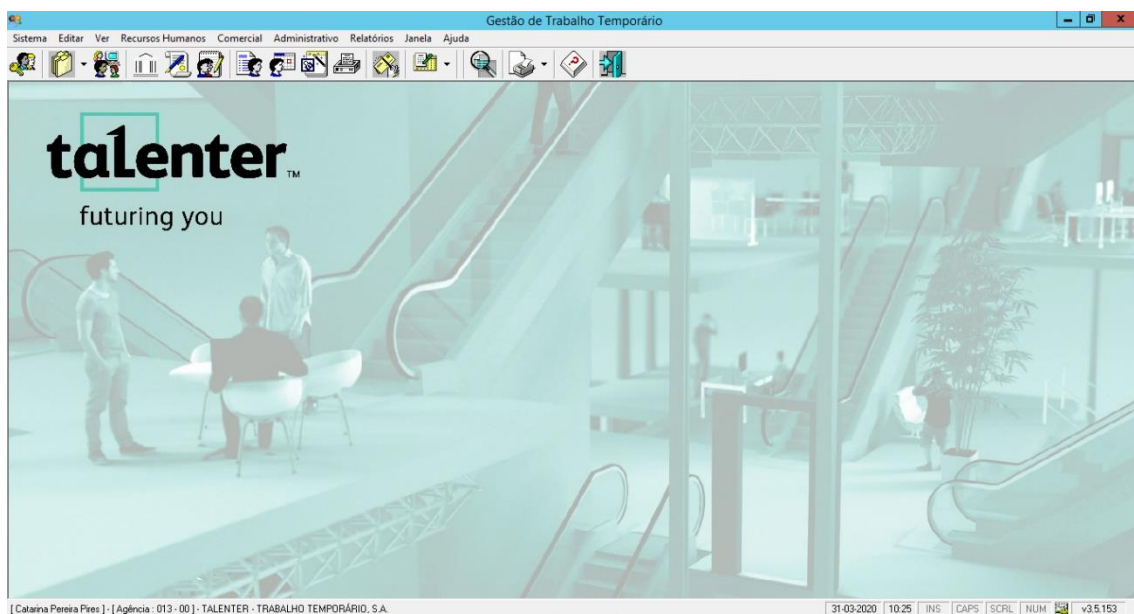 Gestão de Trabalho Temporário
Sistema Editar Ver Recursos Humanos Comercial Administrativo Relatórios Janela Ajuda
talenter™
futuring you
[ Catarina Pereira Pires ] - [ Agência : 013 - 00 ] - TALENTER - TRABALHO TEMPORÁRIO, S.A. 31-03-2020 10:25 INS CAPS SCRL NUM v3.5.153